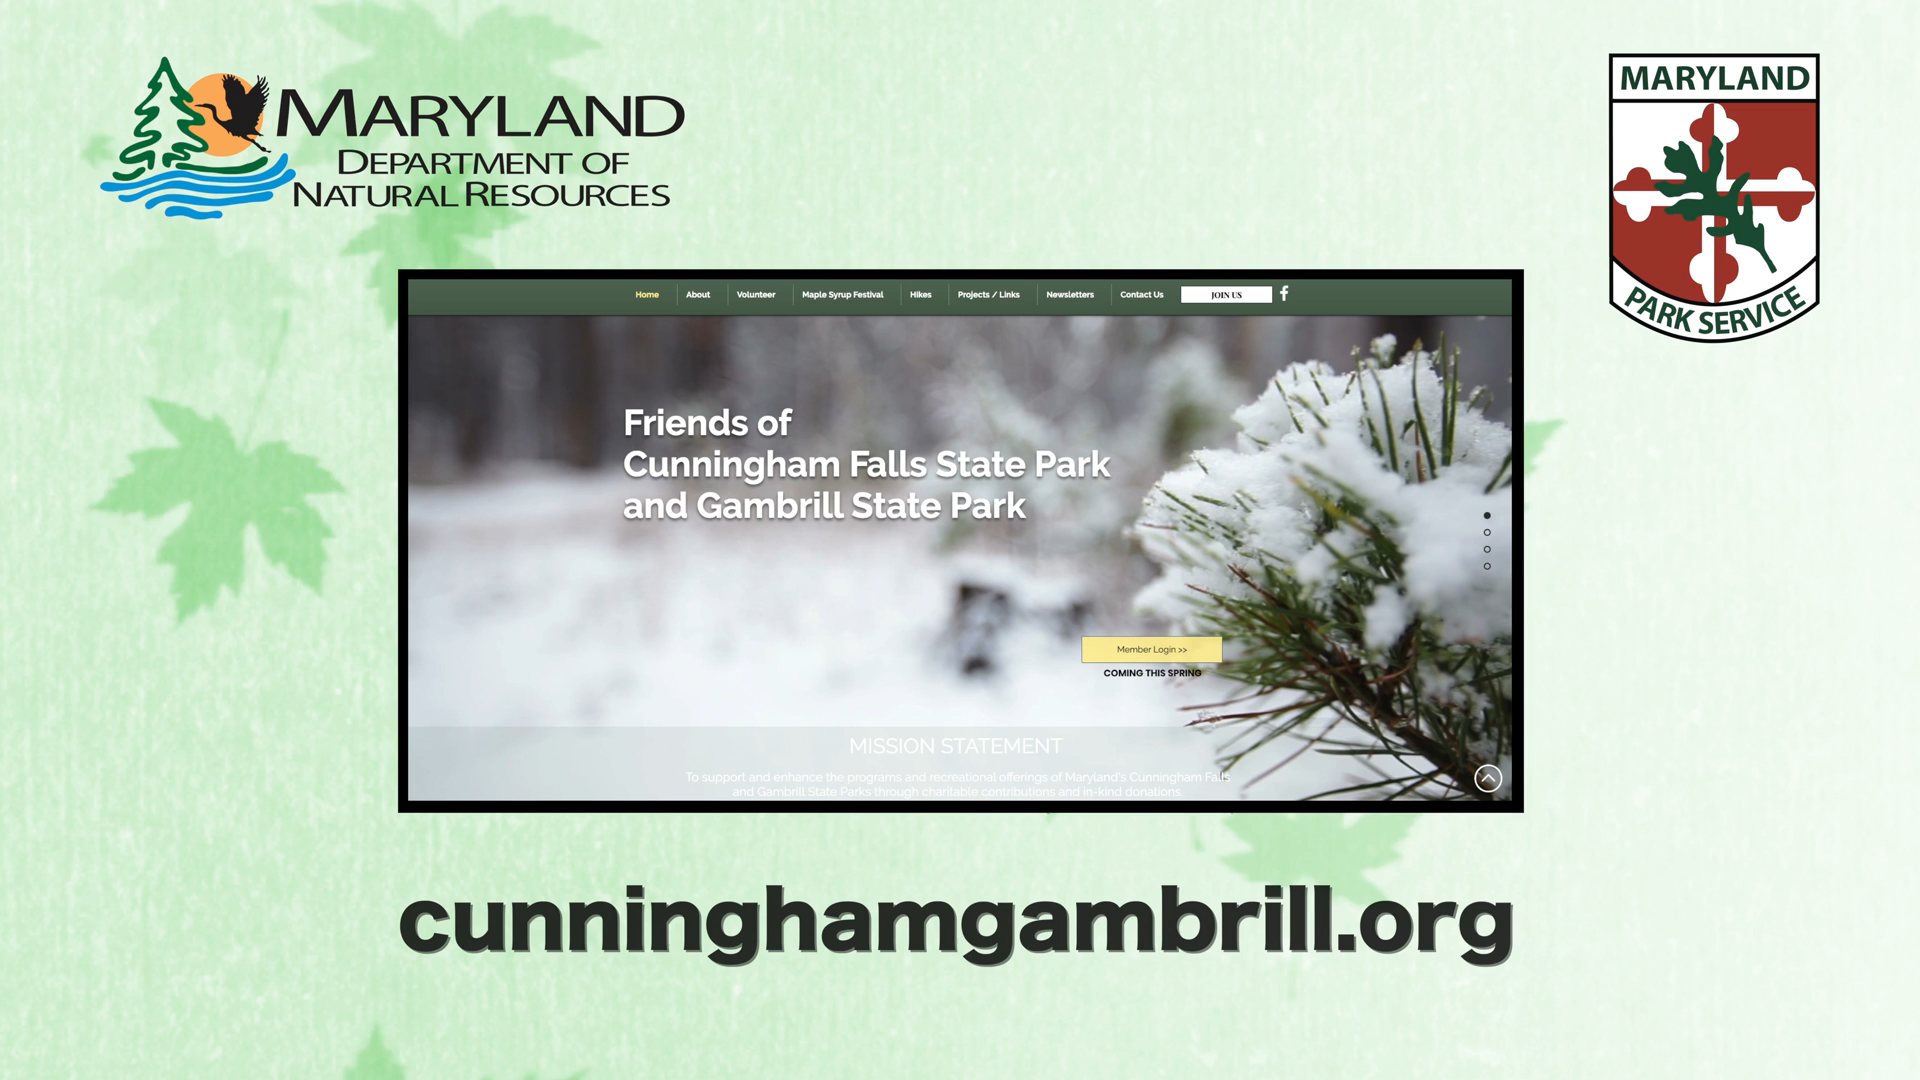 MARYLAND
DEPARTMENT OF
NATURAL RESOURCES
MARYLAND
PARK SERVICE
Home About Volunteer Maple Syrup Festival Hikes Projects / Links Newsletters Contact Us JOIN US f
Friends of
Cunningham Falls State Park
and Gambrill State Park
Member Login >>
COMING THIS SPRING
MISSION STATEMENT
To support and enhance the programs and recreational offerings of Maryland's Cunningham Falls
and Gambrill State Parks through charitable contributions and in-kind donations.
cunninghamgambrill.org